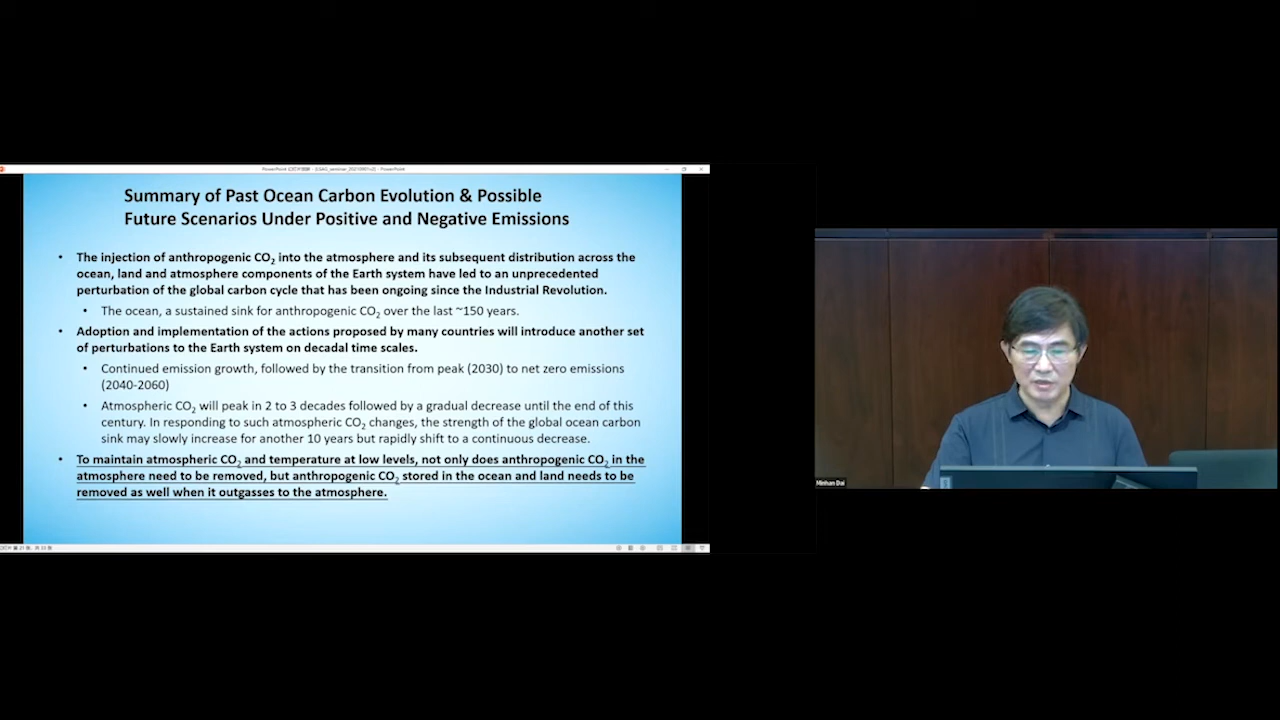 Summary of Past Ocean Carbon Evolution & Possible
Future Scenarios Under Positive and Negative Emissions
• The injection of anthropogenic CO2 into the atmosphere and its subsequent distribution across the
ocean, land and atmosphere components of the Earth system have led to an unprecedented
perturbation of the global carbon cycle that has been ongoing since the Industrial Revolution.
• The ocean, a sustained sink for anthropogenic CO2 over the last ~150 years.
• Adoption and implementation of the actions proposed by many countries will introduce another set
of perturbations to the Earth system on decadal time scales.
• Continued emission growth, followed by the transition from peak (2030) to net zero emissions
(2040-2060)
• Atmospheric CO2 will peak in 2 to 3 decades followed by a gradual decrease until the end of this
century. In responding to such atmospheric CO2 changes, the strength of the global ocean carbon
sink may slowly increase for another 10 years but rapidly shift to a continuous decrease.
• To maintain atmospheric CO2 and temperature at low levels, not only does anthropogenic CO2 in the
atmosphere need to be removed, but anthropogenic CO2 stored in the ocean and land needs to be
removed as well when it outgasses to the atmosphere.
Minhan Dai